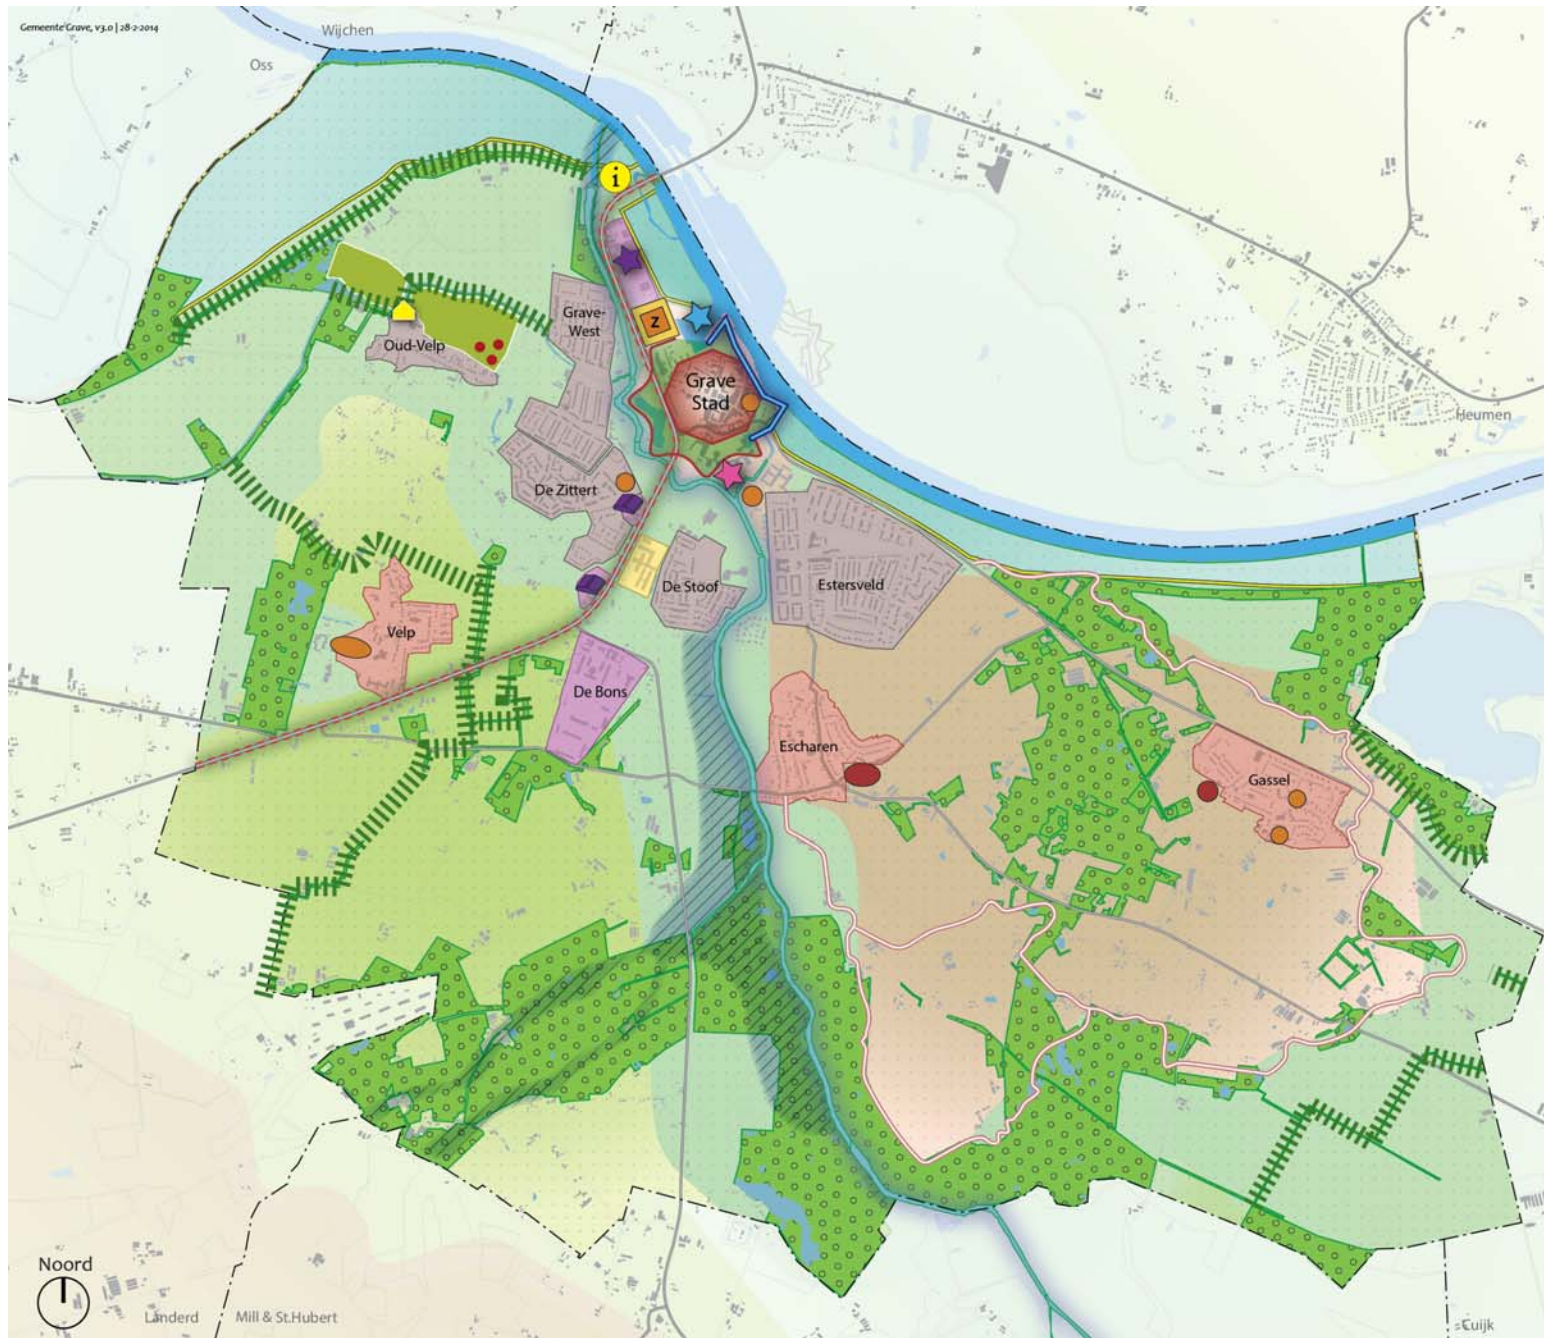 Gemeente Grave, v3.0 | 28-2-2014
Wijchen
Oss
i
Grave-
West
Z
Oud-Velp
Grave
Stad
Heumen
De Zittert
De Stoof
Estersveld
Velp
De Bons
Escharen
Gassel
Noord
Landerd
Mill & St.Hubert
Cuijk